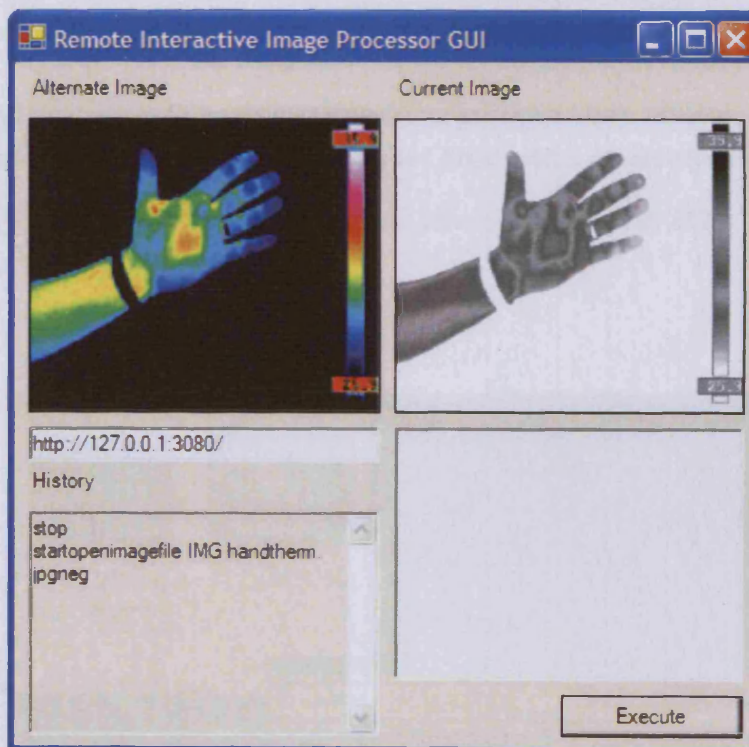 Remote Interactive Image Processor GUI
Alternate Image
Current Image
http://127.0.0.1:3080/
History
stop
startopenimagefile IMG handtherm.
jpgneg
Execute